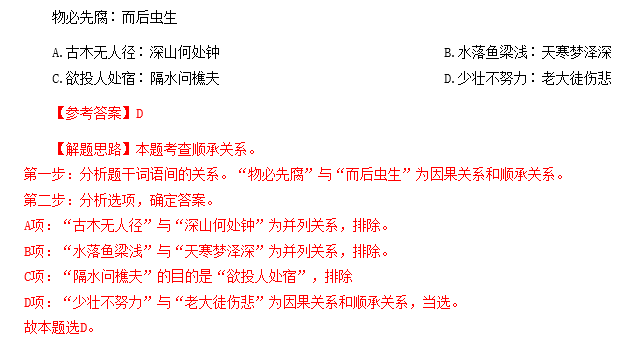 物必先腐：而后虫生
A.古木无人径：深山何处钟 B.水落鱼梁浅：天寒梦泽深
C.欲投人处宿：隔水问樵夫 D.少壮不努力：老大徒伤悲
【参考答案】D
【解题思路】本题考查顺承关系。
第一步：分析题干词语间的关系。“物必先腐”与“而后虫生”为因果关系和顺承关系。
第二步：分析选项，确定答案。
A项：“古木无人径”与“深山何处钟”为并列关系，排除。
B项：“水落鱼梁浅”与“天寒梦泽深”为并列关系，排除。
C项：“隔水问樵夫”的目的是“欲投人处宿”，排除
D项：“少壮不努力”与“老大徒伤悲”为因果关系和顺承关系，当选。
故本题选D。